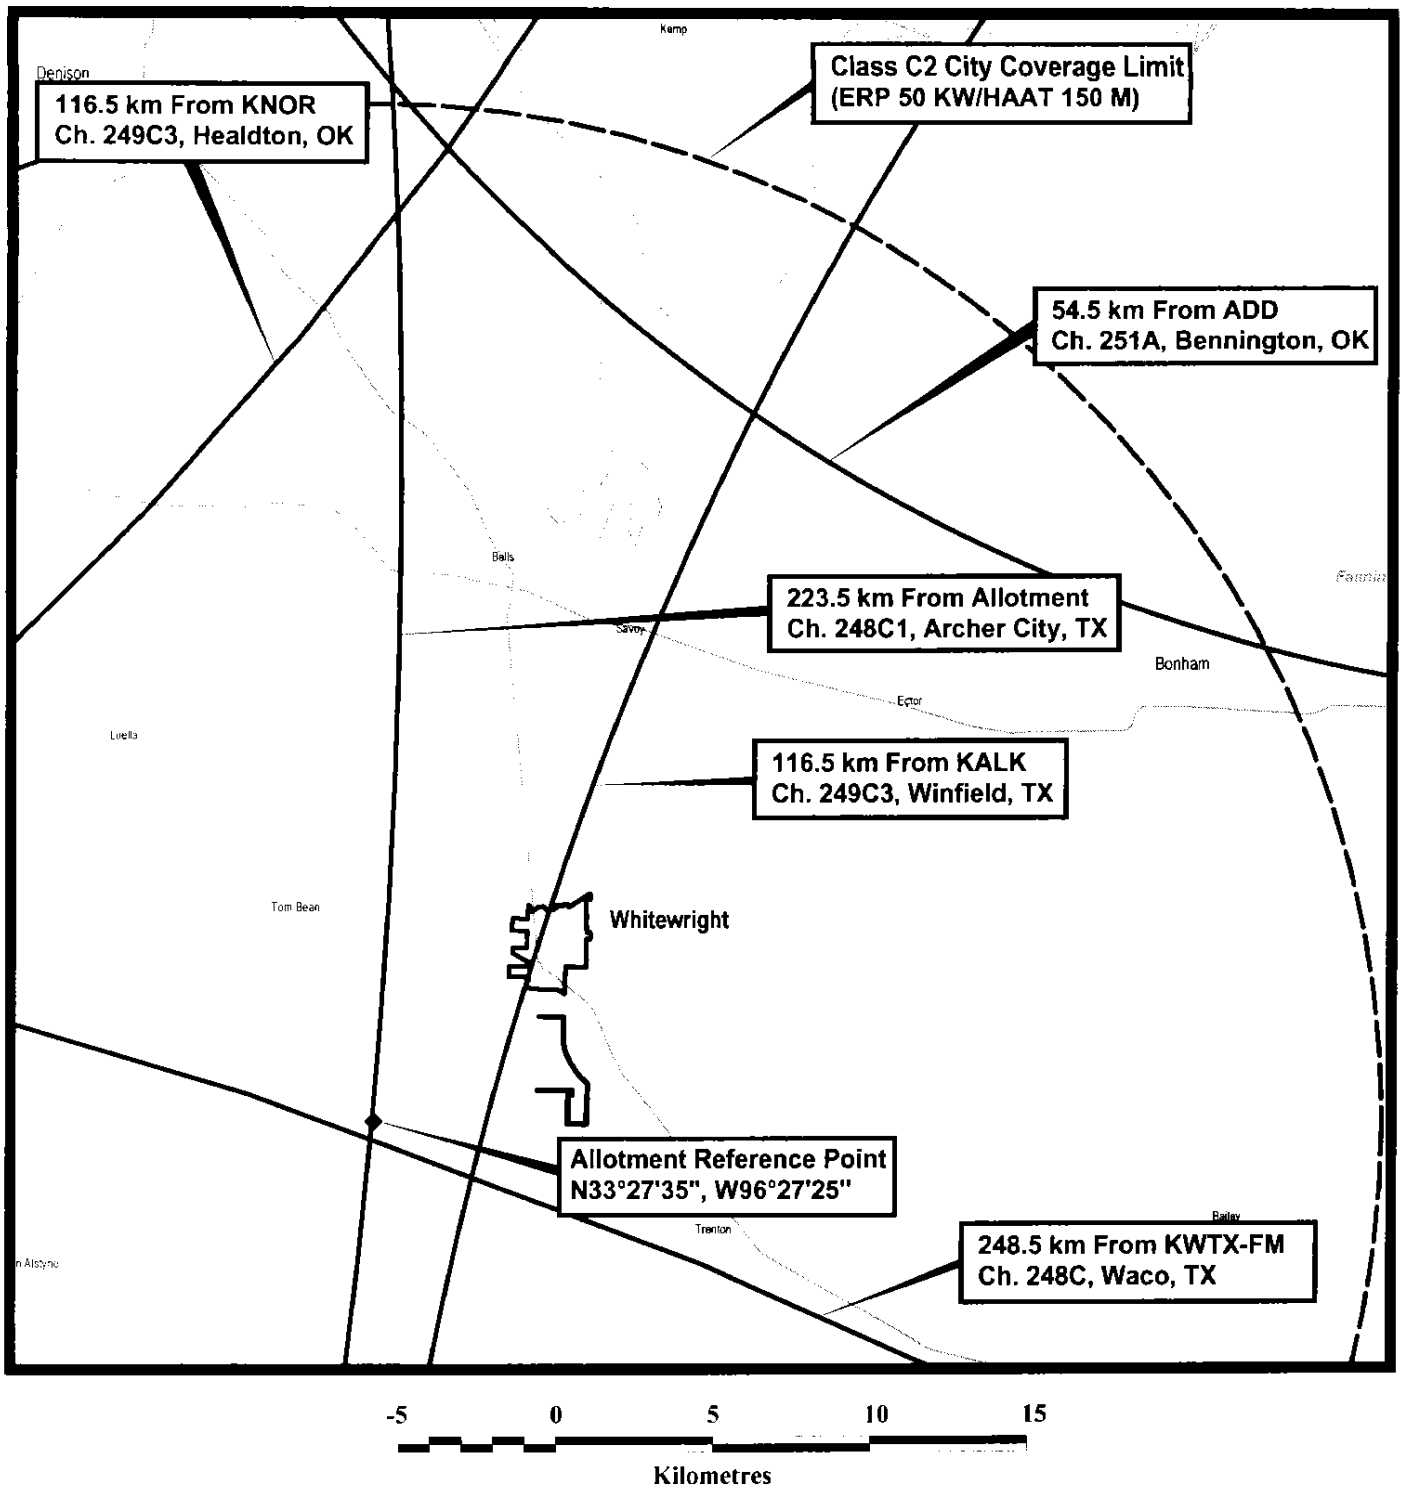 Kemp
Class C2 City Coverage Limit
(ERP 50 KW/HAAT 150 M)
Denison
116.5 km From KNOR
Ch. 249C3, Healdton, OK
54.5 km From ADD
Ch. 251A, Bennington, OK
Bells
Fannin
223.5 km From Allotment
Ch. 248C1, Archer City, TX
Savoy
Bonham
Ector
Luella
116.5 km From KALK
Ch. 249C3, Winfield, TX
Tom Bean
Whitewright
Allotment Reference Point
N33°27'35", W96°27'25"
Trenton
Bailey
248.5 km From KWTX-FM
Ch. 248C, Waco, TX
n Alstyne
-5 0 5 10 15
Kilometres